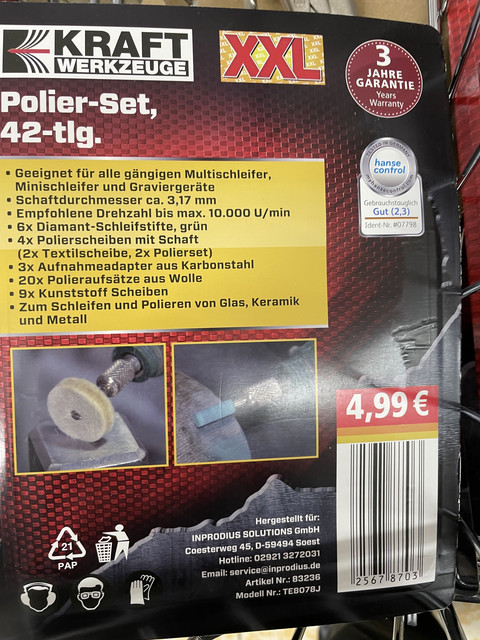 KRAFT
WERKZEUGE
XXL
3
JAHRE
GARANTIE
Years
Warranty
Polier-Set,
42-tlg.
TESTED IN GERMANY
hanse
control
Gebrauchstauglich
Gut (2,3)
Ident-Nr. #07798
• Geeignet für alle gängigen Multischleifer,
Minischleifer und Graviergeräte
• Schaftdurchmesser ca. 3,17 mm
• Empfohlene Drehzahl bis max. 10.000 U/min
• 6x Diamant-Schleifstifte, grün
• 4x Polierscheiben mit Schaft
(2x Textilscheibe, 2x Polierset)
• 3x Aufnahmeadapter aus Karbonstahl
• 20x Polieraufsätze aus Wolle
• 9x Kunststoff Scheiben
• Zum Schleifen und Polieren von Glas, Keramik
und Metall
4,99 €
21
PAP
Hergestellt für:
INPRODIUS SOLUTIONS GmbH
Coesterweg 45, D-59494 Soest
Hotline: 02921 3272031
Email: service@inprodius.de
Artikel Nr.: 83236
Modell Nr.: TEB078J
25678703